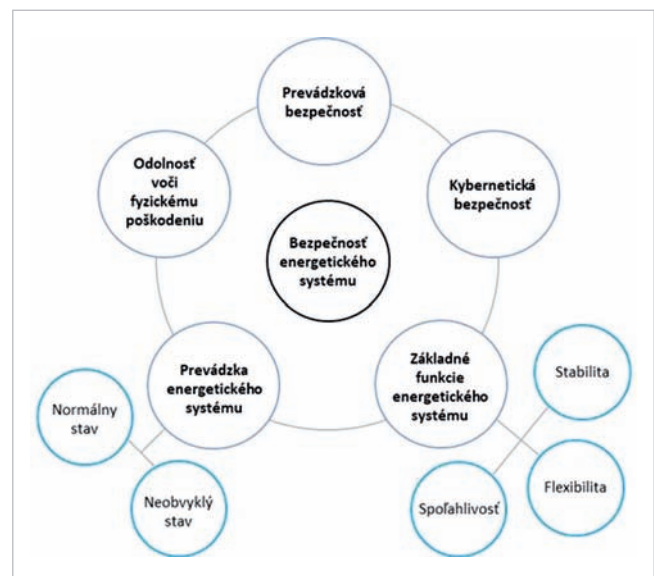 Prevádzková
bezpečnosť
Odolnosť
voči
fyzickému
poškodeniu
Kybernetická
bezpečnosť
Bezpečnosť
energetického
systému
Prevádzka
energetického
systému
Základné
funkcie
energetického
systému
Normálny
stav
Neobvyklý
stav
Stabilita
Spoľahlivosť
Flexibilita